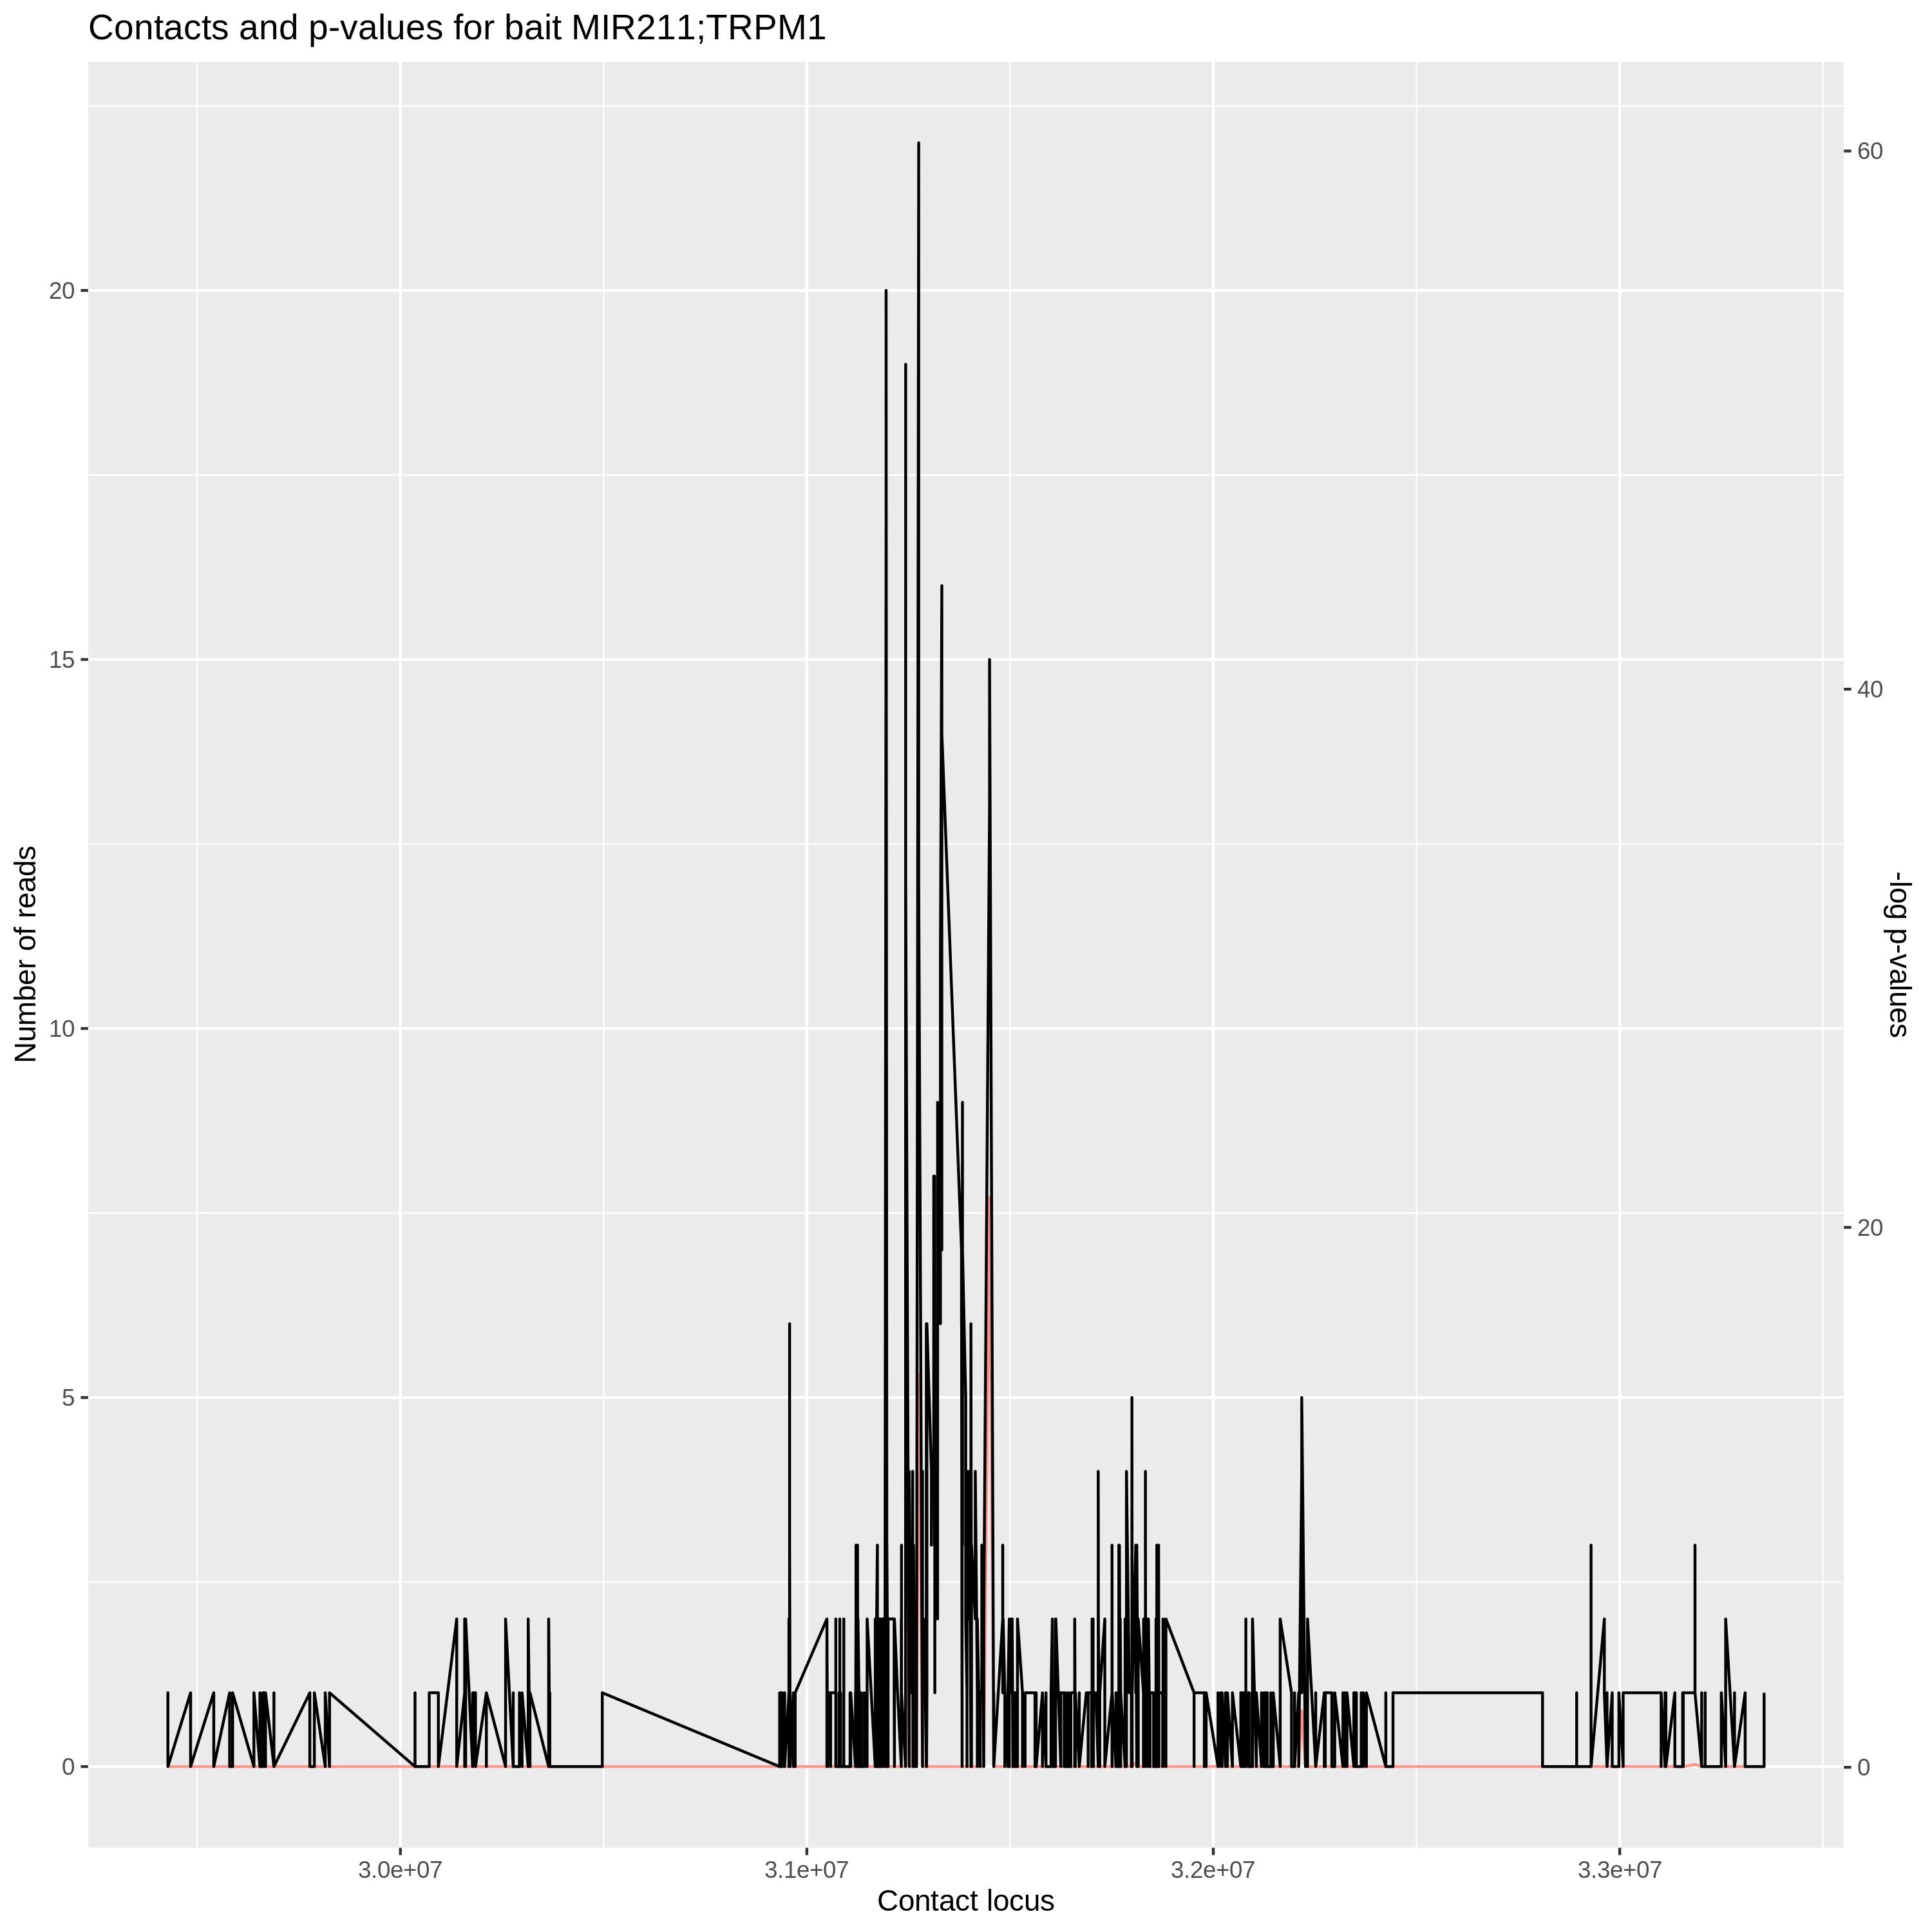 Contacts and p-values for bait MIR211;TRPM1
60
20
15
40
Number of reads
-log p-values
10
20
5
0
0
3.0e+07
3.1e+07
3.2e+07
3.3e+07
Contact locus